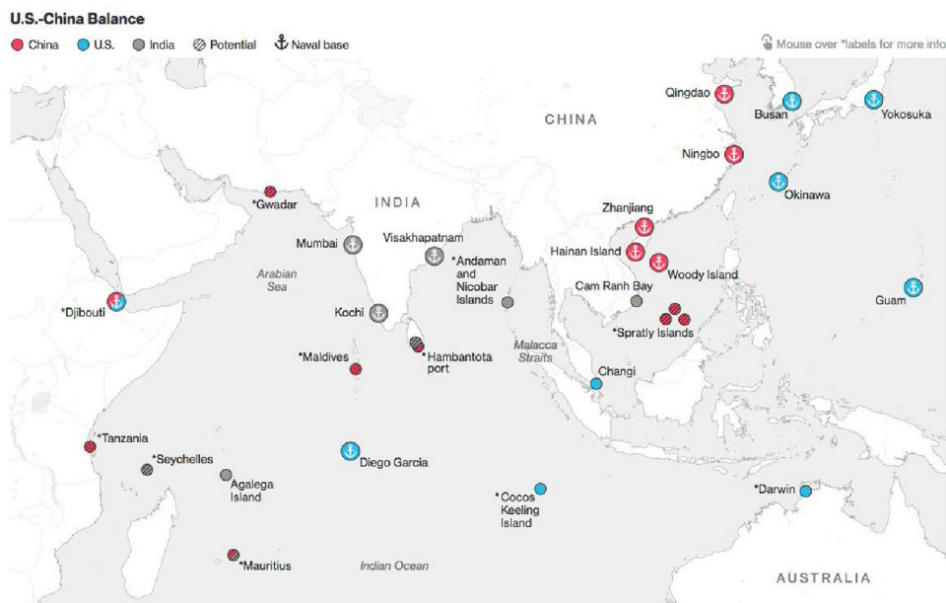 U.S.-China Balance
China U.S. India Potential Naval base
Mouse over *labels for more info
Qingdao
Busan
Yokosuka
CHINA
Ningbo
Okinawa
*Gwadar
INDIA
Zhanjiang
Mumbai
Visakhapatnam
Hainan Island
*Andaman
and
Nicobar
Islands
Woody Island
Arabian
Sea
Cam Ranh Bay
Guam
*Djibouti
Kochi
*Spratly Islands
*Maldives
*Hambantota
port
Malacca
Straits
Changi
*Tanzania
*Seychelles
Diego Garcia
Agalega
Island
*Cocos
Keeling
Island
*Darwin
*Mauritius
Indian Ocean
AUSTRALIA